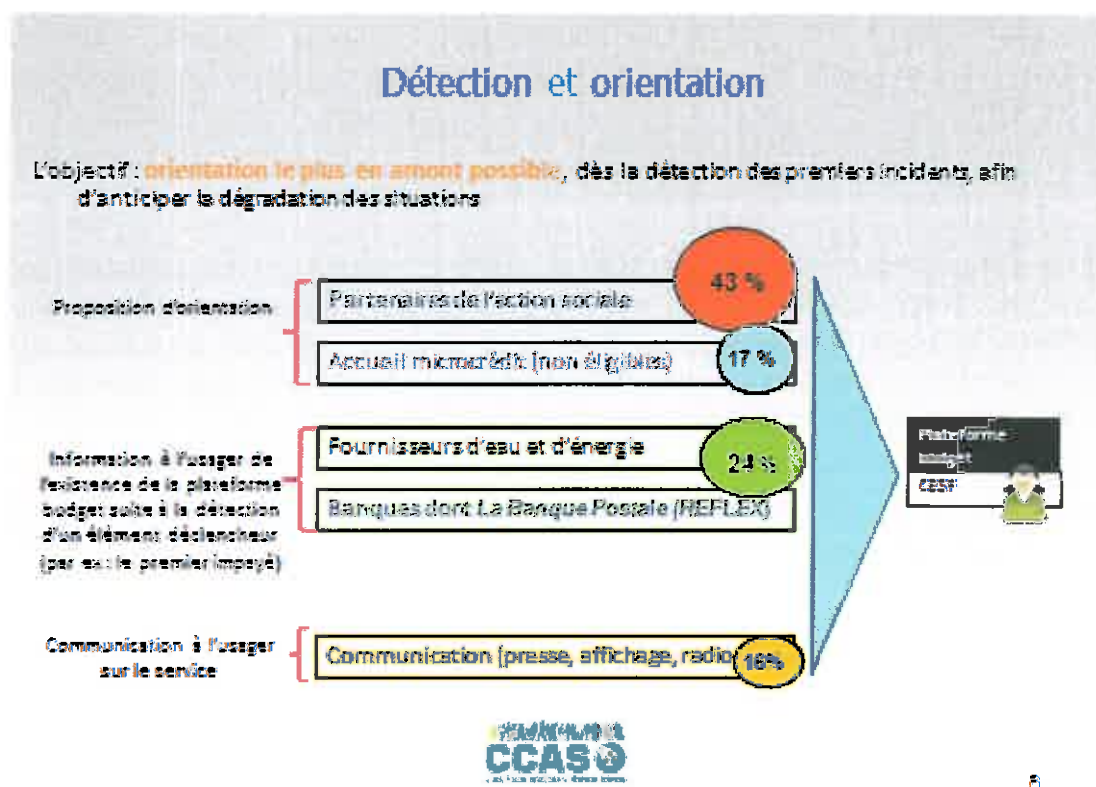 Détection et orientation
L'objectif : orientation le plus en amont possible, dès la détection des premiers incidents, afin
d'anticiper la dégradation des situations
43 %
Proposition d'orientation
Partenaires de l'action sociale
Accueil microcrédit (non éligibles)
17 %
Fournisseurs d'eau et d'énergie
24 %
Information à l'usager de
l'existence de la plateforme
budget suite à la détection
d'un élément déclencheur
(par ex : le premier impayé)
Banques dont La Banque Postale (REFLEX)
Plateforme
budget
CESF
Communication à l'usager
sur le service
Communication (presse, affichage, radio
16%
CCAS